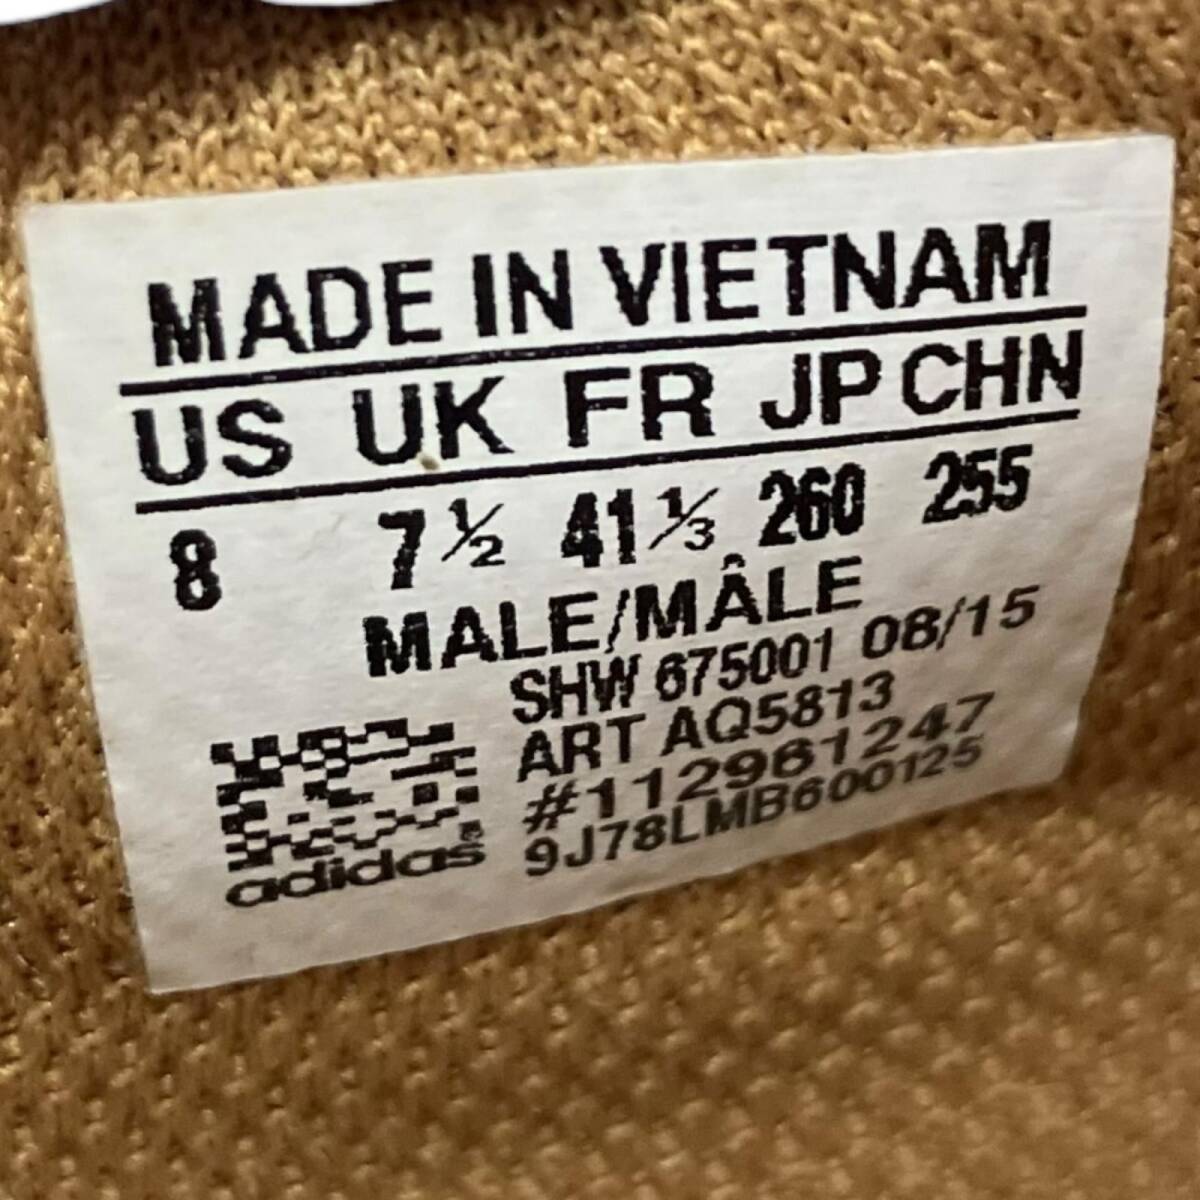 MADE IN VIETNAM
US UK FR JP CHN
8 7½ 41⅓ 260 255
MALE/MÂLE
SHW 675001 08/15
ART AQ5813
#112961247
9J78LMB600125
adidas